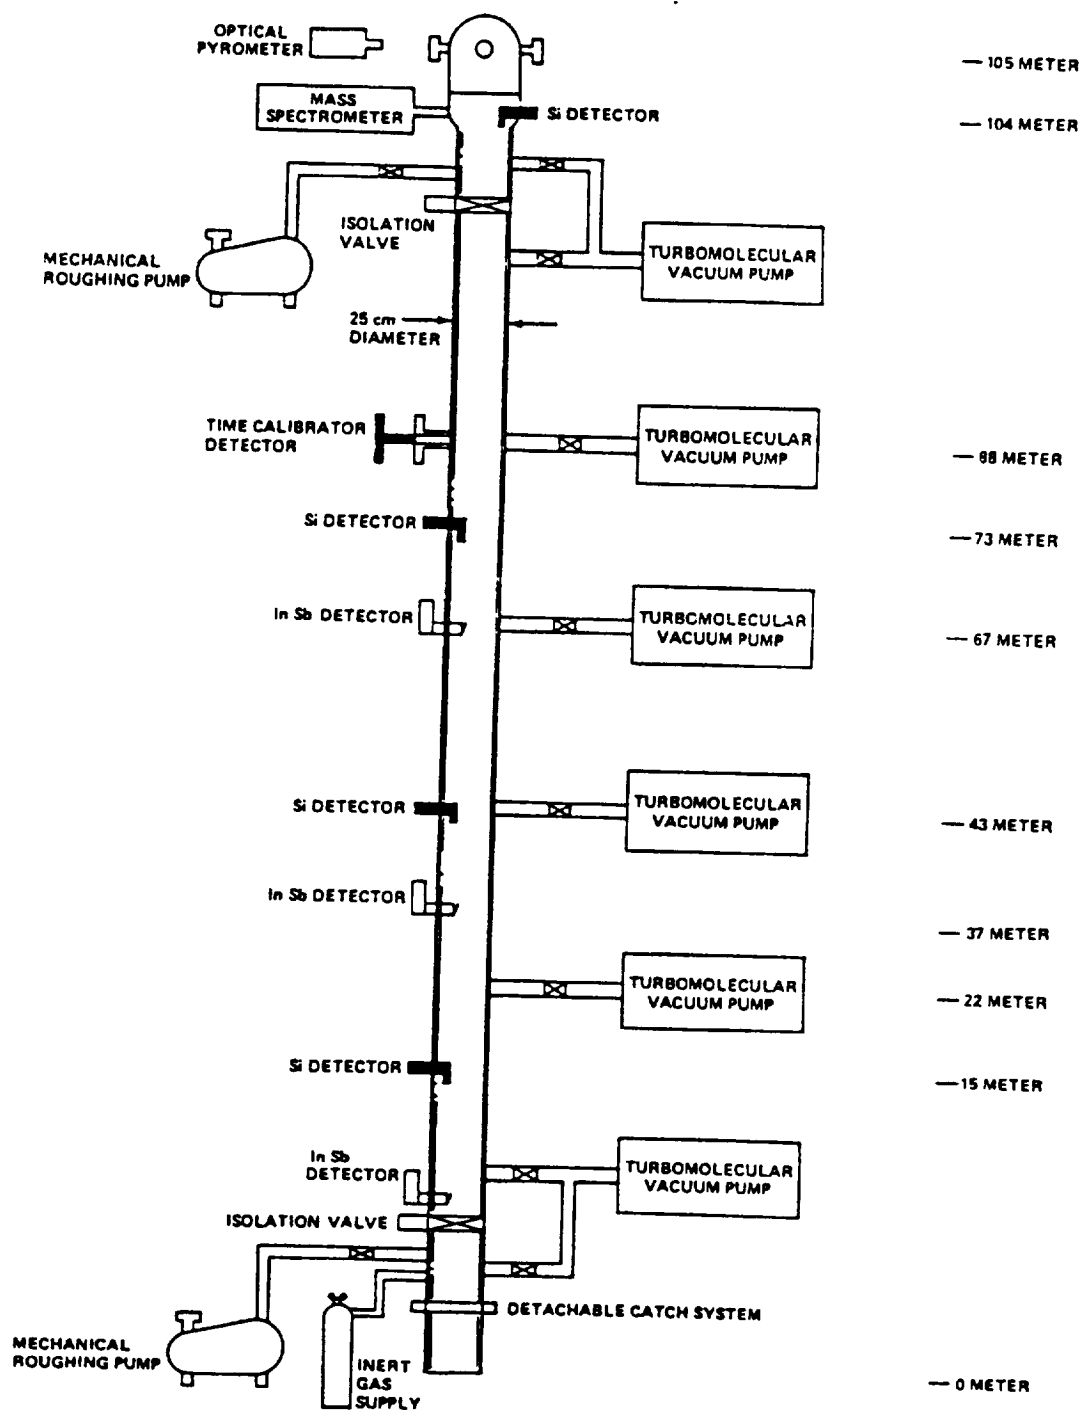 OPTICAL
PYROMETER
105 METER
MASS
SPECTROMETER
Si DETECTOR
104 METER
ISOLATION
VALVE
MECHANICAL
ROUGHING PUMP
TURBOMOLECULAR
VACUUM PUMP
25 cm
DIAMETER
TIME CALIBRATOR
DETECTOR
TURBOMOLECULAR
VACUUM PUMP
88 METER
Si DETECTOR
73 METER
In Sb DETECTOR
TURBOMOLECULAR
VACUUM PUMP
67 METER
Si DETECTOR
TURBOMOLECULAR
VACUUM PUMP
43 METER
In Sb DETECTOR
37 METER
TURBOMOLECULAR
VACUUM PUMP
22 METER
Si DETECTOR
15 METER
In Sb
DETECTOR
TURBOMOLECULAR
VACUUM PUMP
ISOLATION VALVE
DETACHABLE CATCH SYSTEM
MECHANICAL
ROUGHING PUMP
INERT
GAS
SUPPLY
0 METER